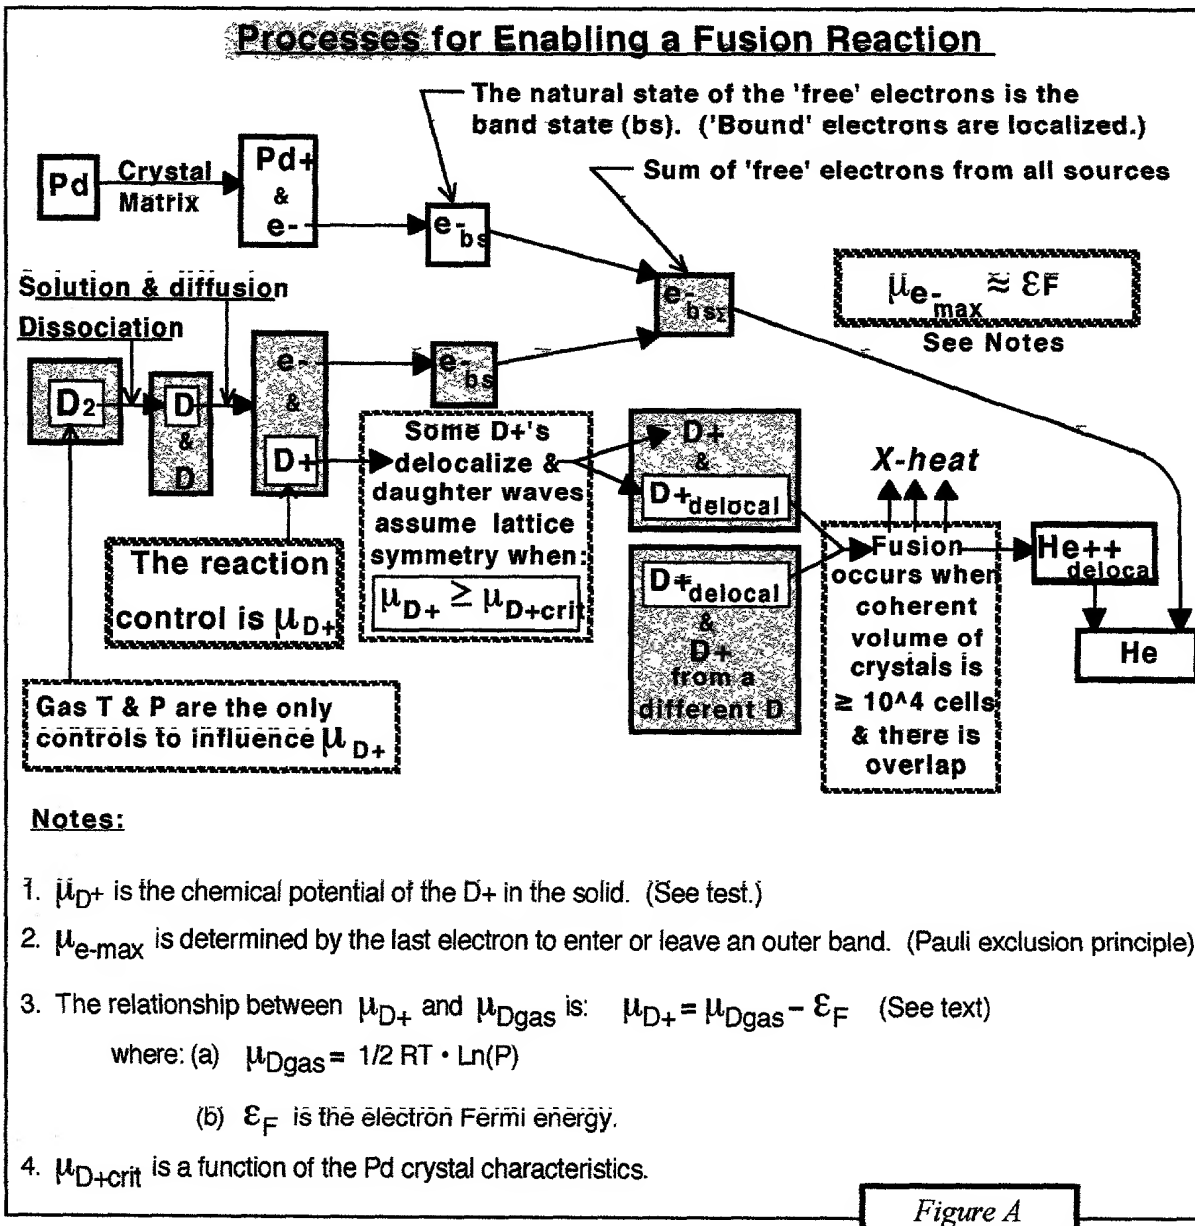 Processes for Enabling a Fusion Reaction
The natural state of the 'free' electrons is the
band state (bs). ('Bound' electrons are localized.)
Sum of 'free' electrons from all sources
Pd
Crystal
Matrix
Pd+
&
e-
e-bs
Solution & diffusion
Dissociation
e-bsΣ
μe-max ≈ εF
See Notes
D2
D
&
D
e-
&
D+
e-bs
Some D+'s
delocalize &
daughter waves
assume lattice
symmetry when:
μD+ ≥ μD+crit
D+
&
D+delocal
D+delocal
&
D+
from a
different D
X-heat
Fusion
occurs when
coherent
volume of
crystals is
≥ 10^4 cells
& there is
overlap
He++
deloca
He
The reaction
control is μD+
Gas T & P are the only
controls to influence μD+
Notes:
1. μD+ is the chemical potential of the D+ in the solid. (See test.)
2. μe-max is determined by the last electron to enter or leave an outer band. (Pauli exclusion principle)
3. The relationship between μD+ and μDgas is: μD+ = μDgas – εF (See text)
where: (a) μDgas = 1/2 RT • Ln(P)
(b) εF is the electron Fermi energy.
4. μD+crit is a function of the Pd crystal characteristics.
Figure A